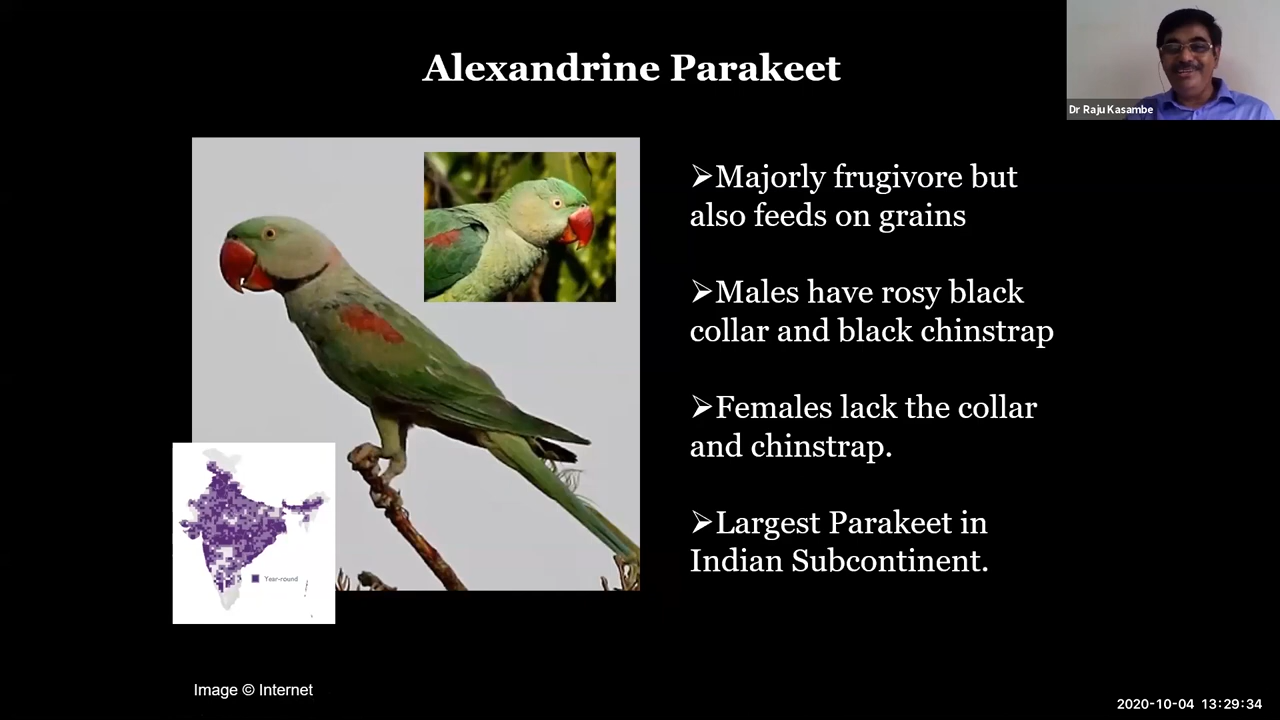 Alexandrine Parakeet
Dr Raju Kasambe
➢Majorly frugivore but
also feeds on grains
➢Males have rosy black
collar and black chinstrap
➢Females lack the collar
and chinstrap.
➢Largest Parakeet in
Indian Subcontinent.
Year-round
Image © Internet
2020-10-04 13:29:34